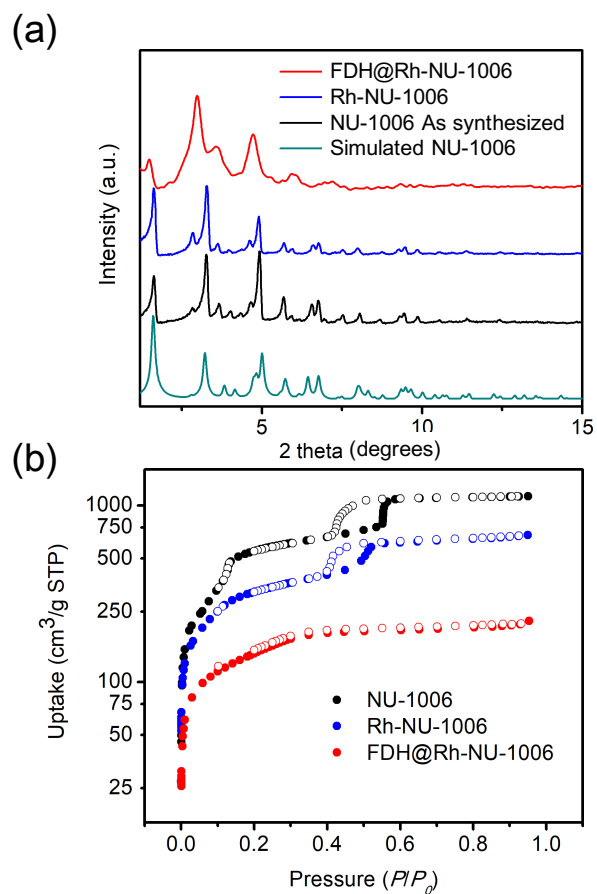 (a)
FDH@Rh-NU-1006
Rh-NU-1006
NU-1006 As synthesized
Simulated NU-1006
Intensity (a.u.)
5 10 15
2 theta (degrees)
(b)
1000
750
500
250
100
75
50
25
Uptake (cm³/g STP)
NU-1006
Rh-NU-1006
FDH@Rh-NU-1006
0.0 0.2 0.4 0.6 0.8 1.0
Pressure (P/P₀)